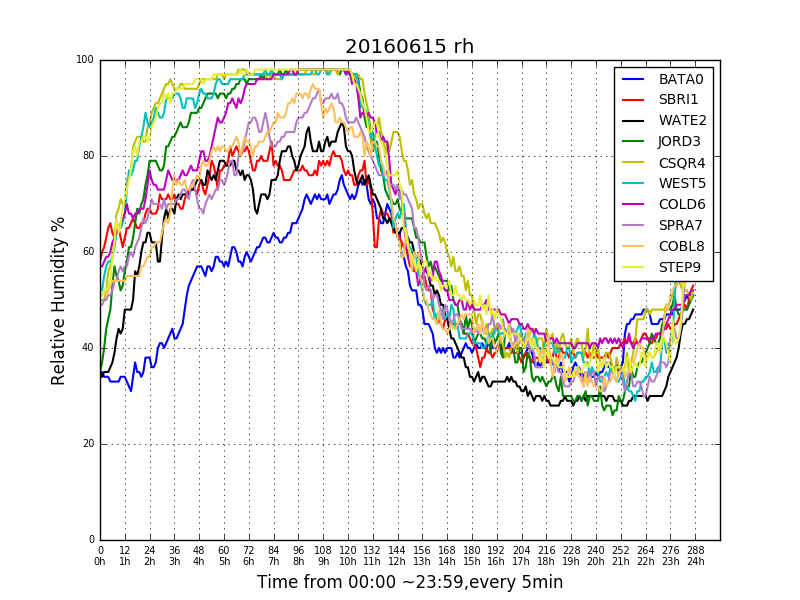 20160615 rh
100
80
60
40
20
0
Relative Humidity %
BATA0
SBRI1
WATE2
JORD3
CSQR4
WEST5
COLD6
SPRA7
COBL8
STEP9
0 12 24 36 48 60 72 84 96 108 120 132 144 156 168 180 192 204 216 228 240 252 264 276 288
0h 1h 2h 3h 4h 5h 6h 7h 8h 9h 10h 11h 12h 13h 14h 15h 16h 17h 18h 19h 20h 21h 22h 23h 24h
Time from 00:00 ~23:59,every 5min